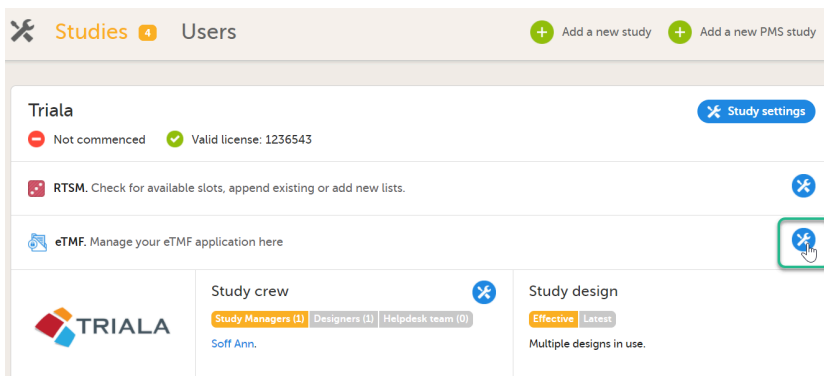 Studies 4 Users Add a new study Add a new PMS study
Triala Study settings
Not commenced Valid license: 1236543
RTSM. Check for available slots, append existing or add new lists.
eTMF. Manage your eTMF application here
TRIALA
Study crew
Study Managers (1) Designers (1) Helpdesk team (0)
Soff Ann.
Study design
Effective Latest
Multiple designs in use.